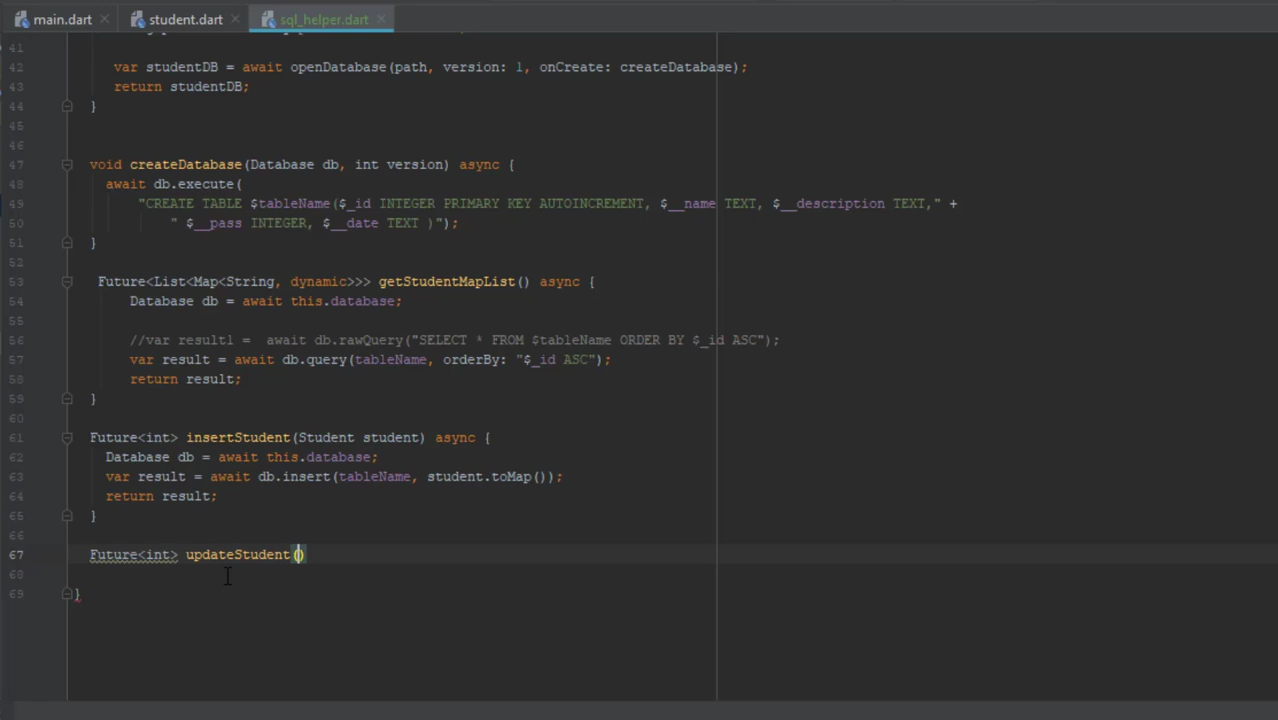 main.dart student.dart sql_helper.dart
41
42 var studentDB = await openDatabase(path, version: 1, onCreate: createDatabase);
43 return studentDB;
44 }
45
46
47 void createDatabase(Database db, int version) async {
48 await db.execute(
49 "CREATE TABLE $tableName($_id INTEGER PRIMARY KEY AUTOINCREMENT, $__name TEXT, $__description TEXT," +
50 " $__pass INTEGER, $__date TEXT )");
51 }
52
53 Future<List<Map<String, dynamic>>> getStudentMapList() async {
54 Database db = await this.database;
55
56 //var result1 = await db.rawQuery("SELECT * FROM $tableName ORDER BY $_id ASC");
57 var result = await db.query(tableName, orderBy: "$_id ASC");
58 return result;
59 }
60
61 Future<int> insertStudent(Student student) async {
62 Database db = await this.database;
63 var result = await db.insert(tableName, student.toMap());
64 return result;
65 }
66
67 Future<int> updateStudent()
68
69 }